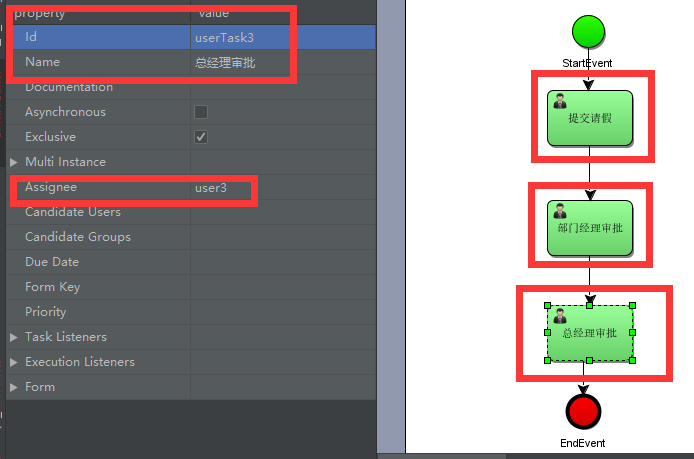 property value
Id userTask3
Name 总经理审批
Documentation
Asynchronous
Exclusive
Multi Instance
Assignee user3
Candidate Users
Candidate Groups
Due Date
Form Key
Priority
Task Listeners
Execution Listeners
Form
StartEvent
提交请假
部门经理审批
总经理审批
EndEvent